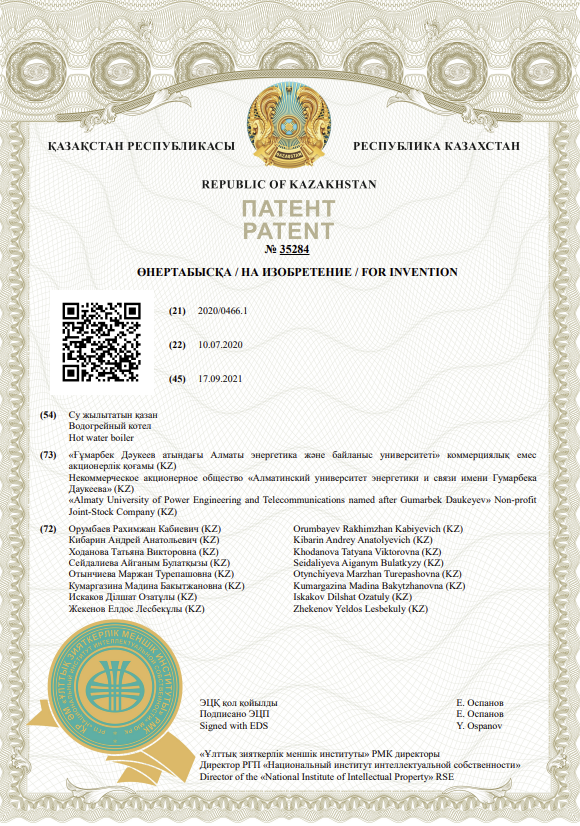 ҚАЗАҚСТАН РЕСПУБЛИКАСЫ
РЕСПУБЛИКА КАЗАХСТАН
QAZAQSTAN
REPUBLIC OF KAZAKHSTAN
ПАТЕНТ
PATENT
№ 35284
ӨНЕРТАБЫСҚА / НА ИЗОБРЕТЕНИЕ / FOR INVENTION
(21) 2020/0466.1
(22) 10.07.2020
(45) 17.09.2021
(54) Су жылытатын қазан
Водогрейный котел
Hot water boiler
(73) «Ғұмарбек Дәукеев атындағы Алматы энергетика және байланыс университеті» коммерциялық емес
акционерлік қоғамы (KZ)
Некоммерческое акционерное общество «Алматинский университет энергетики и связи имени Гумарбека
Даукеева» (KZ)
«Almaty University of Power Engineering and Telecommunications named after Gumarbek Daukeyev» Non-profit
Joint-Stock Company (KZ)
(72) Орумбаев Рахимжан Кабиевич (KZ) Orumbayev Rakhimzhan Kabiyevich (KZ)
Кибарин Андрей Анатольевич (KZ) Kibarin Andrey Anatolyevich (KZ)
Ходанова Татьяна Викторовна (KZ) Khodanova Tatyana Viktorovna (KZ)
Сейдалиева Айганым Булатқызы (KZ) Seidaliyeva Aiganym Bulatkyzy (KZ)
Отынчиева Маржан Турепашовна (KZ) Otynchiyeva Marzhan Turepashovna (KZ)
Кумаргазина Мадина Бакытжановна (KZ) Kumargazina Madina Bakytzhanovna (KZ)
Искаков Ділшат Озатұлы (KZ) Iskakov Dilshat Ozatuly (KZ)
Жекенов Елдос Лесбекұлы (KZ) Zhekenov Yeldos Lesbekuly (KZ)
ҚР ӘМ «ҰЛТТЫҚ ЗИЯТКЕРЛІК МЕНШІК ИНСТИТУТЫ» РМК
ЭЦҚ қол қойылды Е. Оспанов
Подписано ЭЦП Е. Оспанов
Signed with EDS Y. Ospanov
«Ұлттық зияткерлік меншік институты» РМК директоры
Директор РГП «Национальный институт интеллектуальной собственности»
Director of the «National Institute of Intellectual Property» RSE